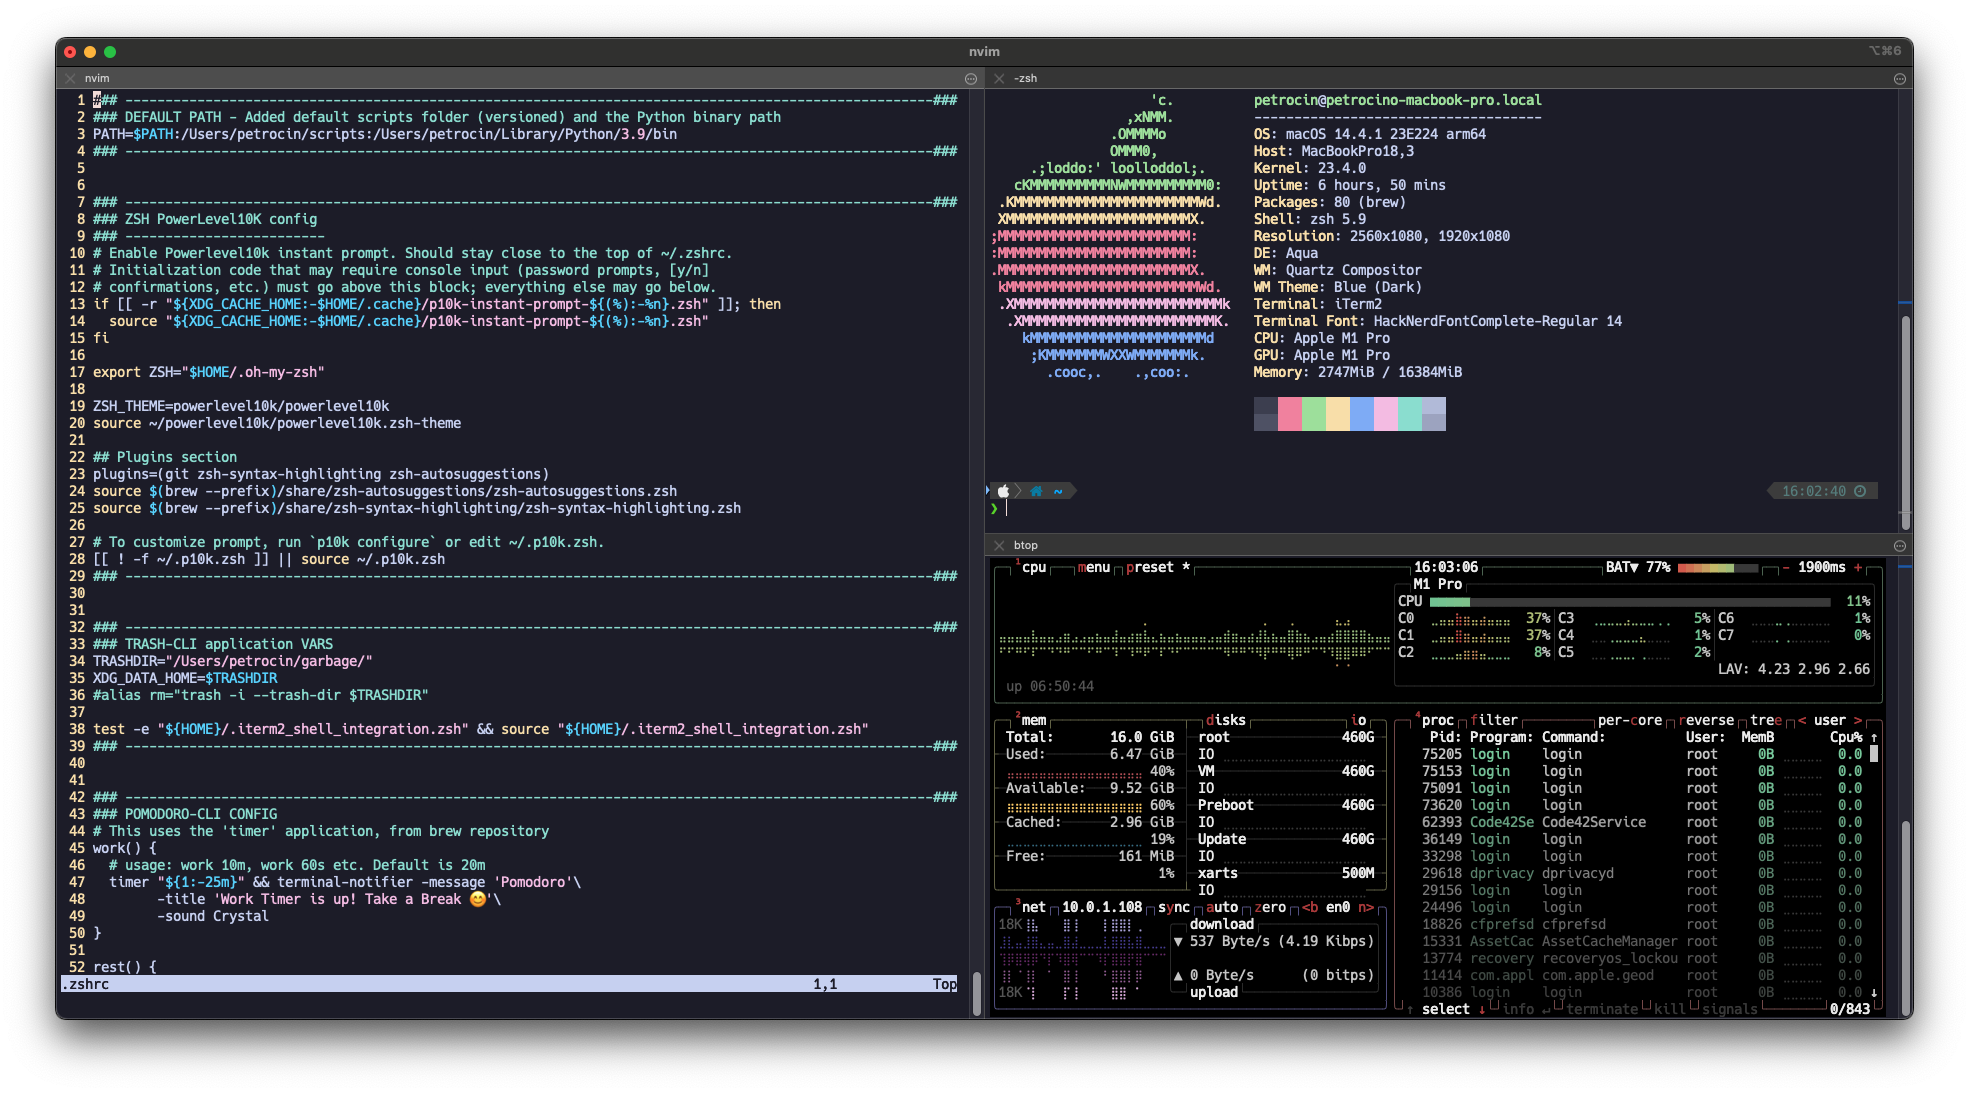 nvim
⌥⌘6
nvim
1 ### -----------------------------------------------------------------------------------------------------###
2 ### DEFAULT PATH - Added default scripts folder (versioned) and the Python binary path
3 PATH=$PATH:/Users/petrocin/scripts:/Users/petrocin/Library/Python/3.9/bin
4 ### -----------------------------------------------------------------------------------------------------###
5
6
7 ### -----------------------------------------------------------------------------------------------------###
8 ### ZSH PowerLevel10K config
9 ### -------------------------
10 # Enable Powerlevel10k instant prompt. Should stay close to the top of ~/.zshrc.
11 # Initialization code that may require console input (password prompts, [y/n]
12 # confirmations, etc.) must go above this block; everything else may go below.
13 if [[ -r "${XDG_CACHE_HOME:-$HOME/.cache}/p10k-instant-prompt-${(%):-%n}.zsh" ]]; then
14   source "${XDG_CACHE_HOME:-$HOME/.cache}/p10k-instant-prompt-${(%):-%n}.zsh"
15 fi
16
17 export ZSH="$HOME/.oh-my-zsh"
18
19 ZSH_THEME=powerlevel10k/powerlevel10k
20 source ~/powerlevel10k/powerlevel10k.zsh-theme
21
22 ## Plugins section
23 plugins=(git zsh-syntax-highlighting zsh-autosuggestions)
24 source $(brew --prefix)/share/zsh-autosuggestions/zsh-autosuggestions.zsh
25 source $(brew --prefix)/share/zsh-syntax-highlighting/zsh-syntax-highlighting.zsh
26
27 # To customize prompt, run `p10k configure` or edit ~/.p10k.zsh.
28 [[ ! -f ~/.p10k.zsh ]] || source ~/.p10k.zsh
29 ### -----------------------------------------------------------------------------------------------------###
30
31
32 ### -----------------------------------------------------------------------------------------------------###
33 ### TRASH-CLI application VARS
34 TRASHDIR="/Users/petrocin/garbage/"
35 XDG_DATA_HOME=$TRASHDIR
36 #alias rm="trash -i --trash-dir $TRASHDIR"
37
38 test -e "${HOME}/.iterm2_shell_integration.zsh" && source "${HOME}/.iterm2_shell_integration.zsh"
39 ### -----------------------------------------------------------------------------------------------------###
40
41
42 ### -----------------------------------------------------------------------------------------------------###
43 ### POMODORO-CLI CONFIG
44 # This uses the 'timer' application, from brew repository
45 work() {
46   # usage: work 10m, work 60s etc. Default is 20m
47   timer "${1:-25m}" && terminal-notifier -message 'Pomodoro'\
48         -title 'Work Timer is up! Take a Break 😊'\
49         -sound Crystal
50 }
51
52 rest() {
.zshrc 1,1 Top
-zsh
'c.
,xNMM.
.OMMMMo
OMMM0,
.;loddo:' loolloddol;.
cKMMMMMMMMMMNWMMMMMMMMMM0:
.KMMMMMMMMMMMMMMMMMMMMMMMWd.
XMMMMMMMMMMMMMMMMMMMMMMMX.
;MMMMMMMMMMMMMMMMMMMMMMMM:
:MMMMMMMMMMMMMMMMMMMMMMMM:
.MMMMMMMMMMMMMMMMMMMMMMMMX.
kMMMMMMMMMMMMMMMMMMMMMMMMWd.
.XMMMMMMMMMMMMMMMMMMMMMMMMMMk
.XMMMMMMMMMMMMMMMMMMMMMMMMK.
kMMMMMMMMMMMMMMMMMMMMMMd
;KMMMMMMMWXXWMMMMMMMk.
.cooc,. .,coo:.
petrocin@petrocino-macbook-pro.local
------------------------------------
OS: macOS 14.4.1 23E224 arm64
Host: MacBookPro18,3
Kernel: 23.4.0
Uptime: 6 hours, 50 mins
Packages: 80 (brew)
Shell: zsh 5.9
Resolution: 2560x1080, 1920x1080
DE: Aqua
WM: Quartz Compositor
WM Theme: Blue (Dark)
Terminal: iTerm2
Terminal Font: HackNerdFontComplete-Regular 14
CPU: Apple M1 Pro
GPU: Apple M1 Pro
Memory: 2747MiB / 16384MiB
~ 16:02:40
❯
btop
1cpu menu preset * 16:03:06 BAT▼ 77% - 1900ms +
M1 Pro
CPU 11%
C0 37% C3 5% C6 1%
C1 37% C4 1% C7 0%
C2 8% C5 2%
LAV: 4.23 2.96 2.66
up 06:50:44
2mem
Total: 16.0 GiB
Used: 6.47 GiB
40%
Available: 9.52 GiB
60%
Cached: 2.96 GiB
19%
Free: 161 MiB
1%
disks io
root 460G
IO
VM 460G
IO
Preboot 460G
IO
Update 460G
IO
xarts 500M
IO
3net 10.0.1.108 sync auto zero <b en0 n>
18K
download
▼ 537 Byte/s (4.19 Kibps)
▲ 0 Byte/s (0 bitps)
18K
upload
4proc filter per-core reverse tree < user >
Pid: Program: Command: User: MemB Cpu% ↑
75205 login login root 0B 0.0
75153 login login root 0B 0.0
75091 login login root 0B 0.0
73620 login login root 0B 0.0
62393 Code42Se Code42Service root 0B 0.0
36149 login login root 0B 0.0
33298 login login root 0B 0.0
29618 dprivacy dprivacyd root 0B 0.0
29156 login login root 0B 0.0
24496 login login root 0B 0.0
18826 cfprefsd cfprefsd root 0B 0.0
15331 AssetCac AssetCacheManager root 0B 0.0
13774 recovery recoveryos_lockou root 0B 0.0
11414 com.appl com.apple.geod root 0B 0.0
10386 login login root 0B 0.0 ↓
↑ select ↓ info ↵ terminate kill signals 0/843